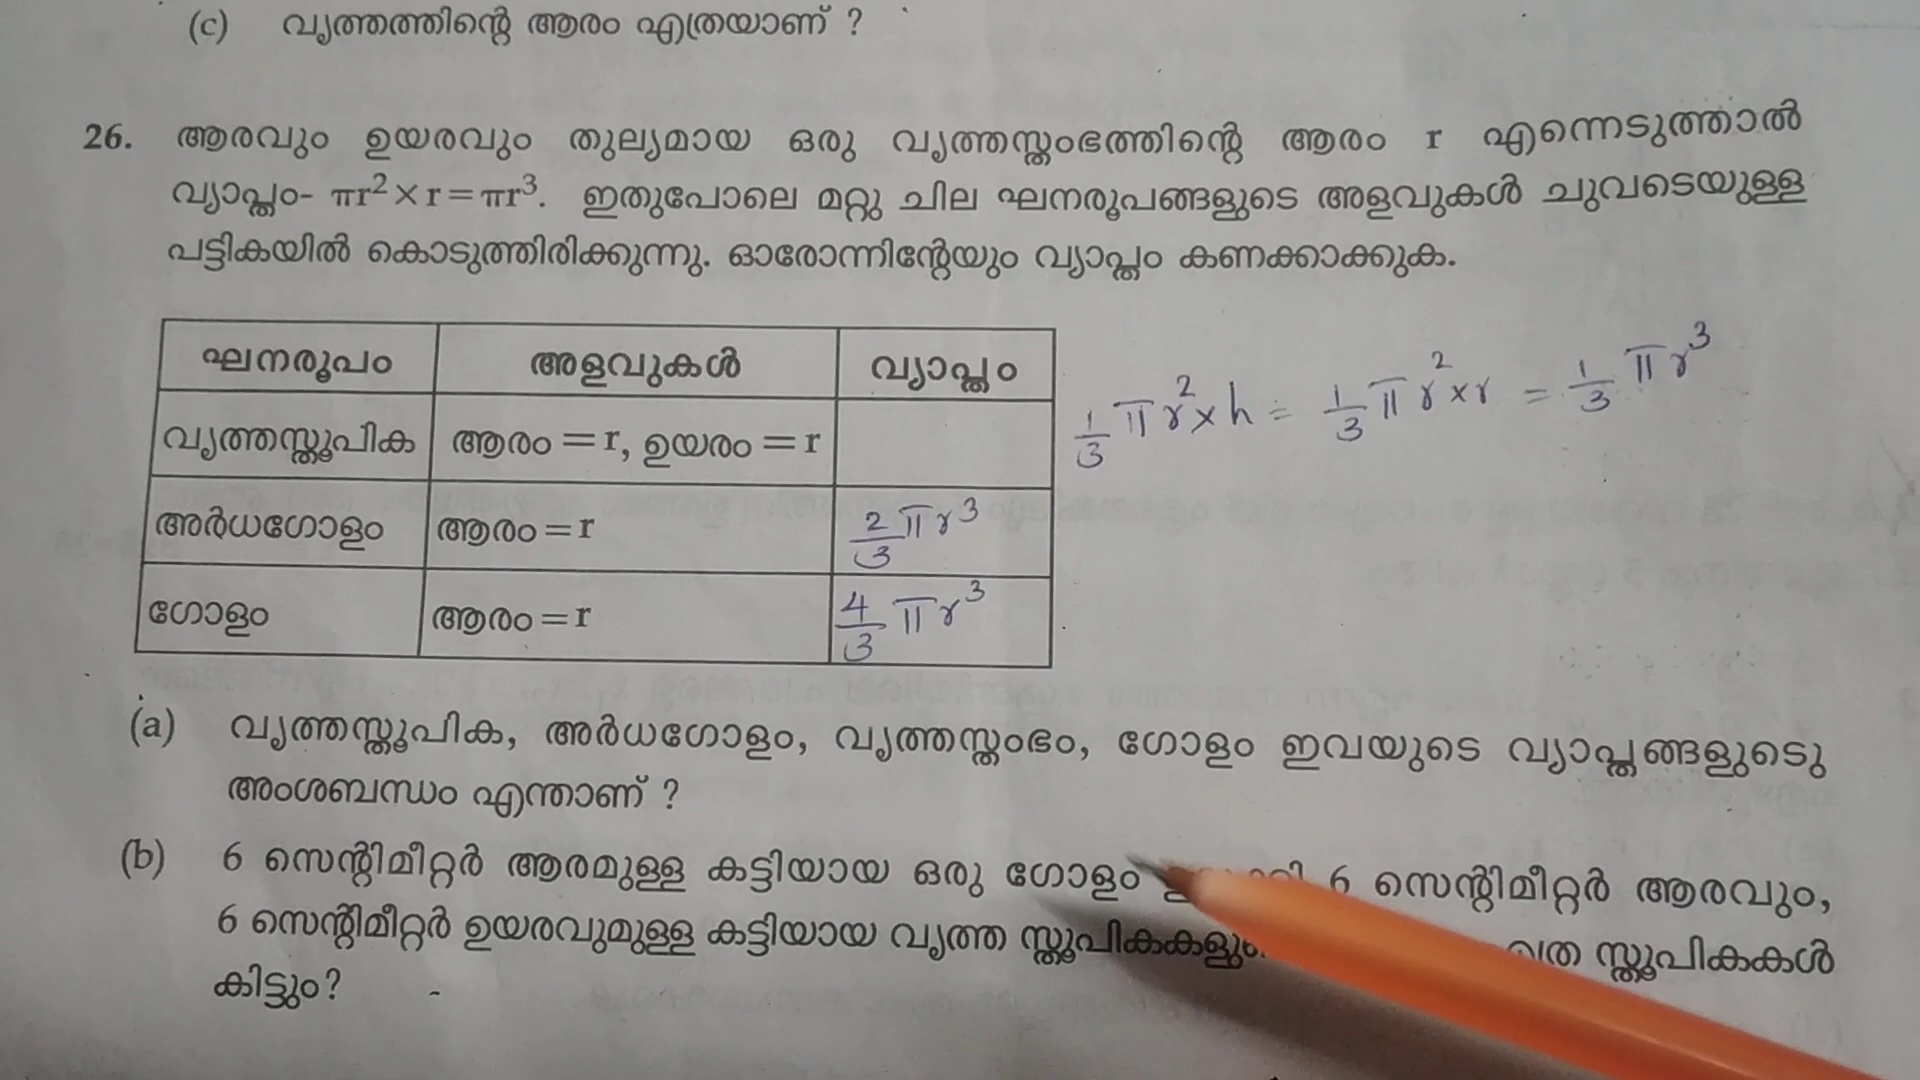 (c) വൃത്തത്തിന്റെ ആരം എത്രയാണ് ?
26. ആരവും ഉയരവും തുല്യമായ ഒരു വൃത്തസ്തംഭത്തിന്റെ ആരം r എന്നെടുത്താൽ
വ്യാപ്തം- πr² × r = πr³. ഇതുപോലെ മറ്റു ചില ഘനരൂപങ്ങളുടെ അളവുകൾ ചുവടെയുള്ള
പട്ടികയിൽ കൊടുത്തിരിക്കുന്നു. ഓരോന്നിന്റേയും വ്യാപ്തം കണക്കാക്കുക.
ഘനരൂപം അളവുകൾ വ്യാപ്തം
വൃത്തസ്തൂപിക ആരം = r, ഉയരം = r
1/3 πr² × h = 1/3 πr² × r = 1/3 πr³
അർധഗോളം ആരം = r 2/3 πr³
ഗോളം ആരം = r 4/3 πr³
(a) വൃത്തസ്തൂപിക, അർധഗോളം, വൃത്തസ്തംഭം, ഗോളം ഇവയുടെ വ്യാപ്തങ്ങളുടെു
അംശബന്ധം എന്താണ് ?
(b) 6 സെന്റിമീറ്റർ ആരമുള്ള കട്ടിയായ ഒരു ഗോളം 6 സെന്റിമീറ്റർ ആരവും,
6 സെന്റിമീറ്റർ ഉയരവുമുള്ള കട്ടിയായ വൃത്ത സ്തൂപികകളും സ്തൂപികകൾ
കിട്ടും?